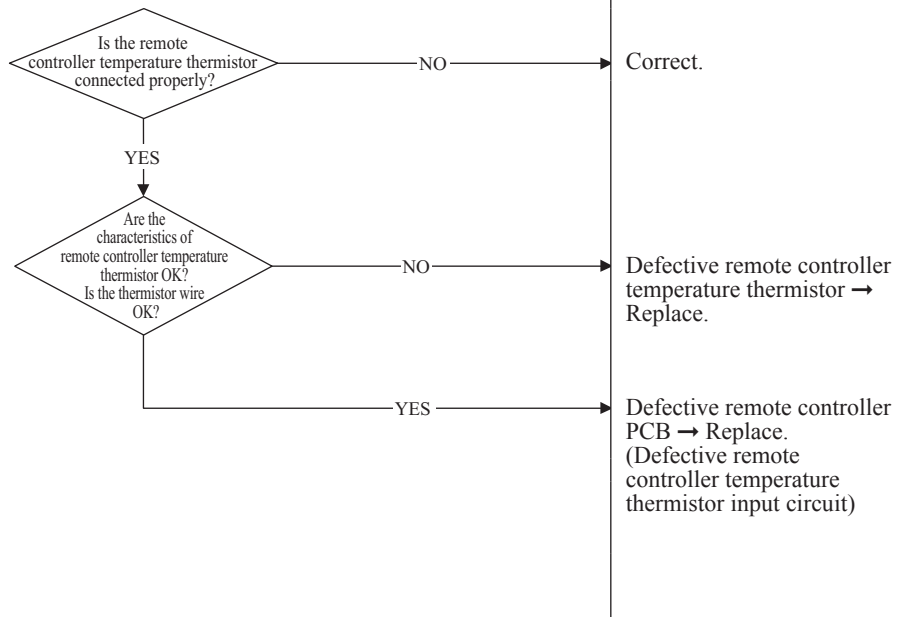 Is the remote
controller temperature thermistor
connected properly?
NO
Correct.
YES
Are the
characteristics of
remote controller temperature
thermistor OK?
Is the thermistor wire
OK?
NO
Defective remote controller
temperature thermistor →
Replace.
YES
Defective remote controller
PCB → Replace.
(Defective remote
controller temperature
thermistor input circuit)